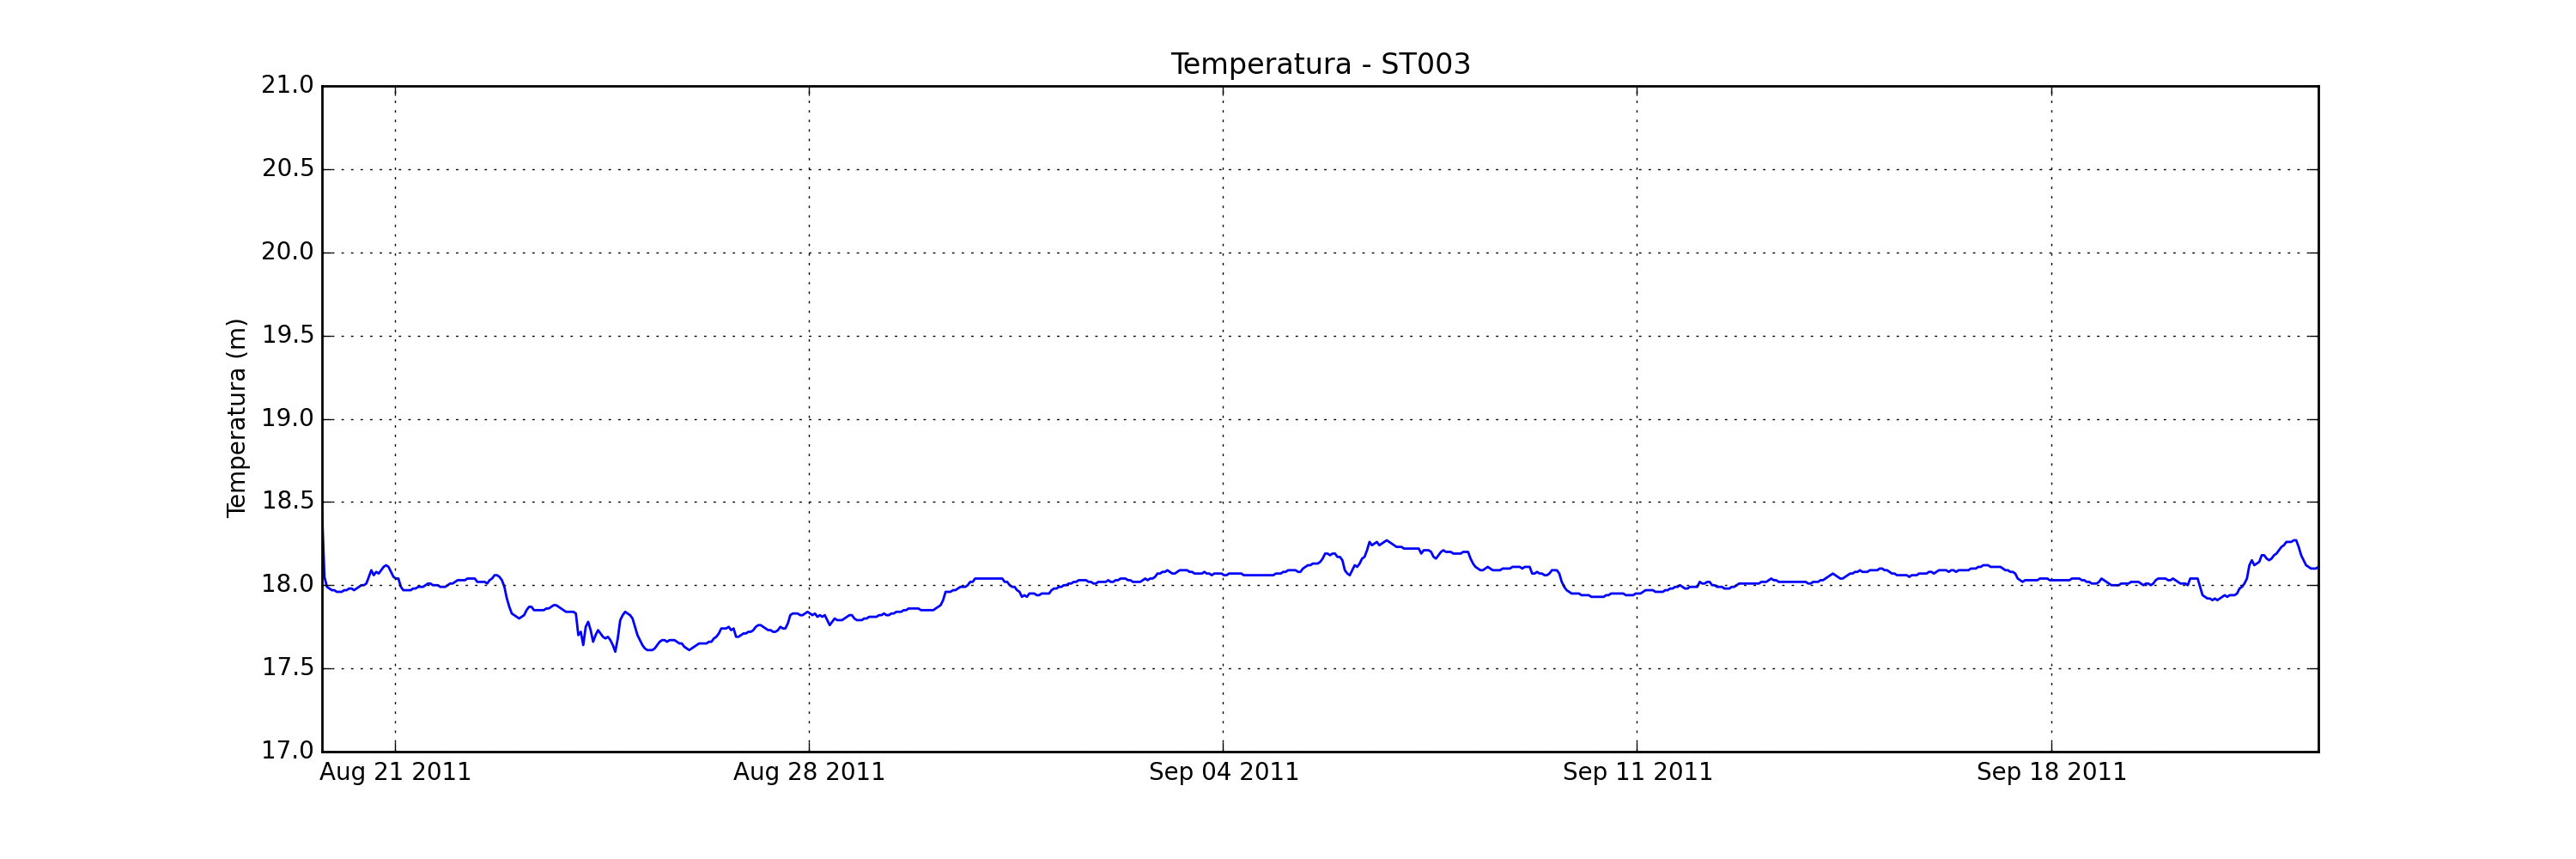 Temperatura - ST003
21.0
20.5
20.0
19.5
19.0
18.5
18.0
17.5
17.0
Temperatura (m)
Aug 21 2011
Aug 28 2011
Sep 04 2011
Sep 11 2011
Sep 18 2011